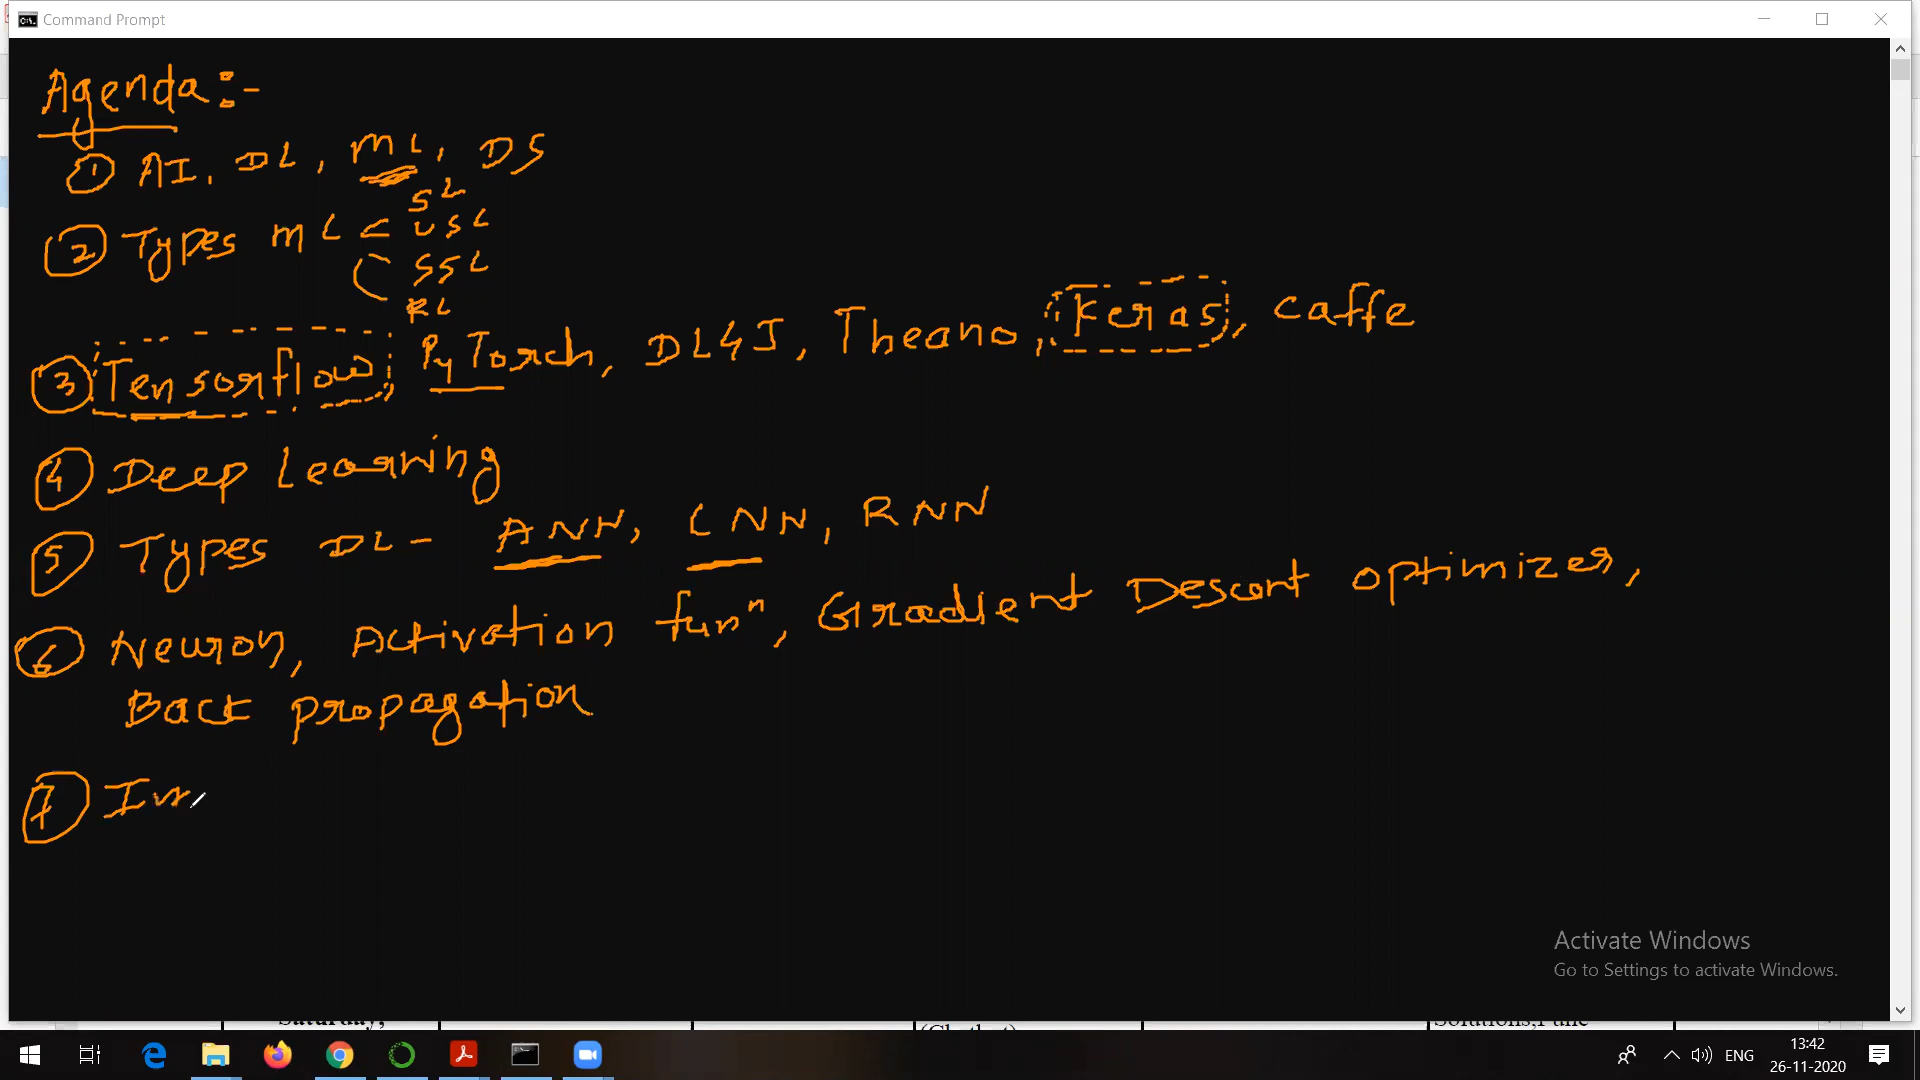 Command Prompt
Agenda :-
① AI, DL, ML, DS
② Types ML SL
USL
SSL
RL
③ Tensorflow, PyTorch, DL4J, Theano, Keras, caffe
④ Deep Learning
⑤ Types DL - ANN, CNN, RNN
⑥ Neuron, Activation funⁿ, Gradient Descent optimizer,
Back propagation
⑦
Activate Windows
Go to Settings to activate Windows.
Saturday,
ENG
13:42
26-11-2020